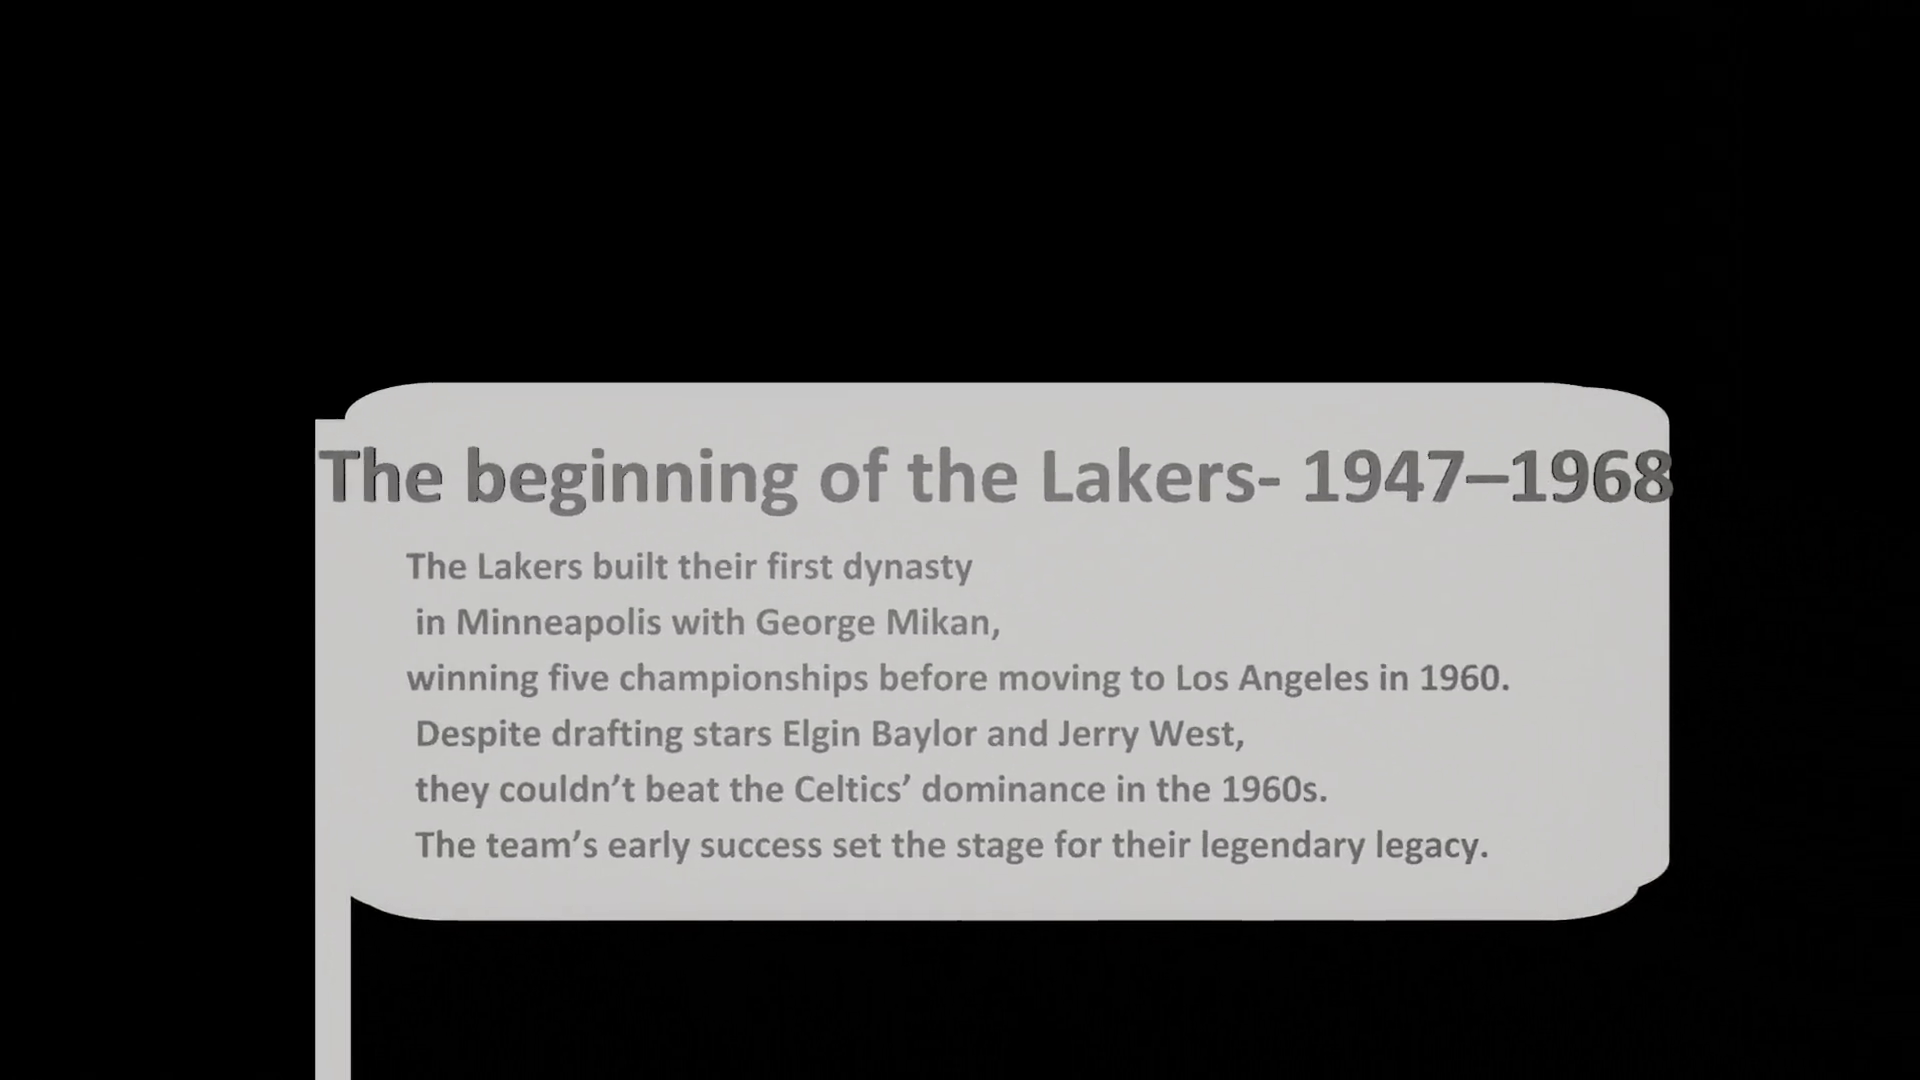 The beginning of the Lakers- 1947–1968
The Lakers built their first dynasty
in Minneapolis with George Mikan,
winning five championships before moving to Los Angeles in 1960.
Despite drafting stars Elgin Baylor and Jerry West,
they couldn’t beat the Celtics’ dominance in the 1960s.
The team’s early success set the stage for their legendary legacy.